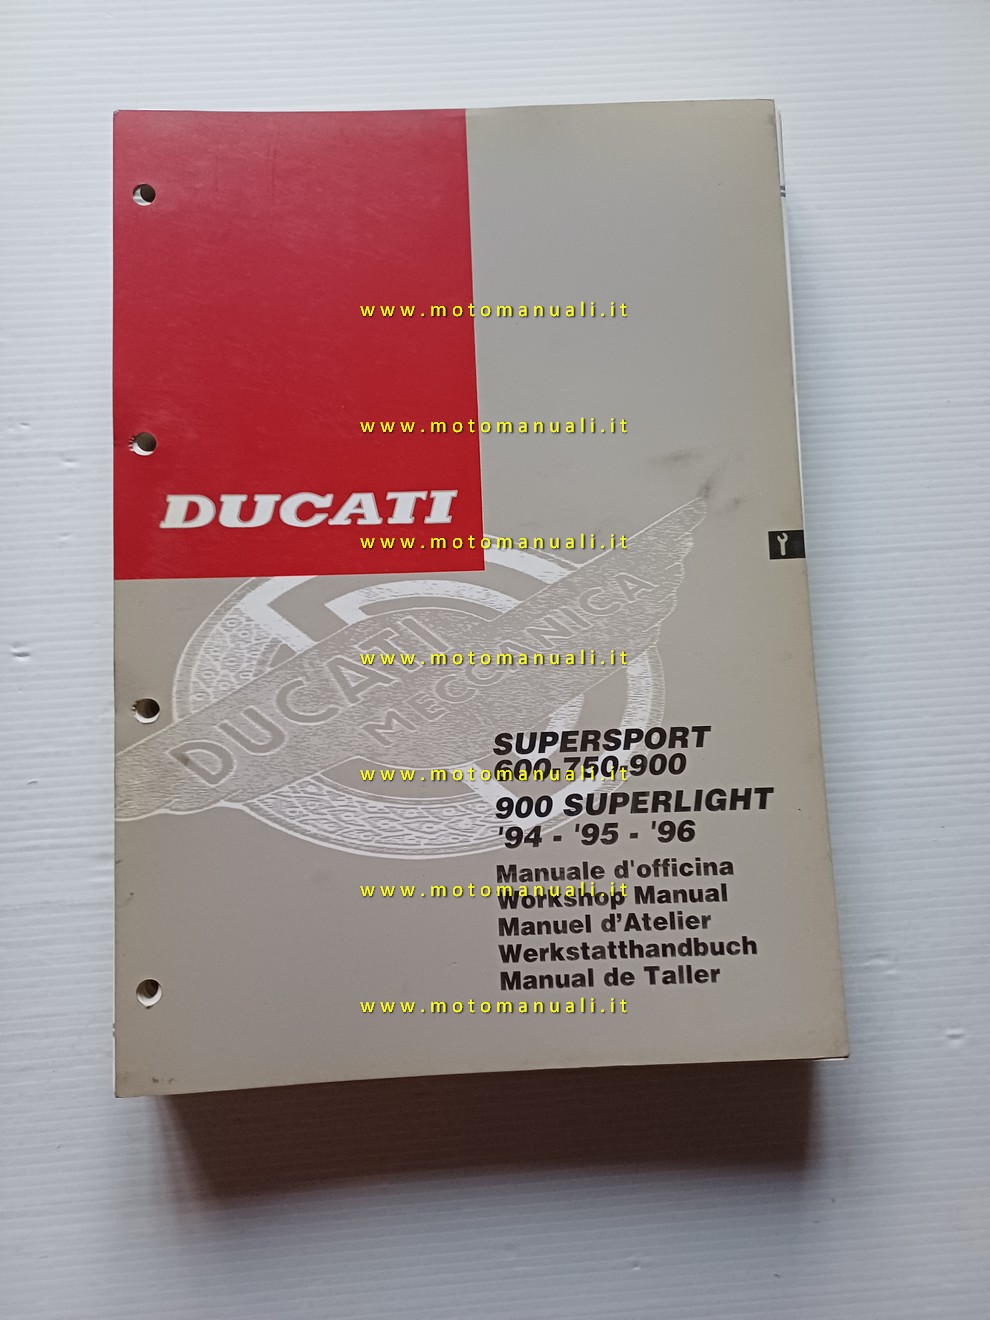 www.motomanuali.it
www.motomanuali.it
DUCATI
www.motomanuali.it
DUCATI
MECCANICA
www.motomanuali.it
SUPERSPORT
600-750-900
www.motomanuali.it
900 SUPERLIGHT
'94 - '95 - '96
Manuale d'officina
www.motomanuali.it
Workshop Manual
Manuel d'Atelier
Werkstatthandbuch
Manual de Taller
www.motomanuali.it